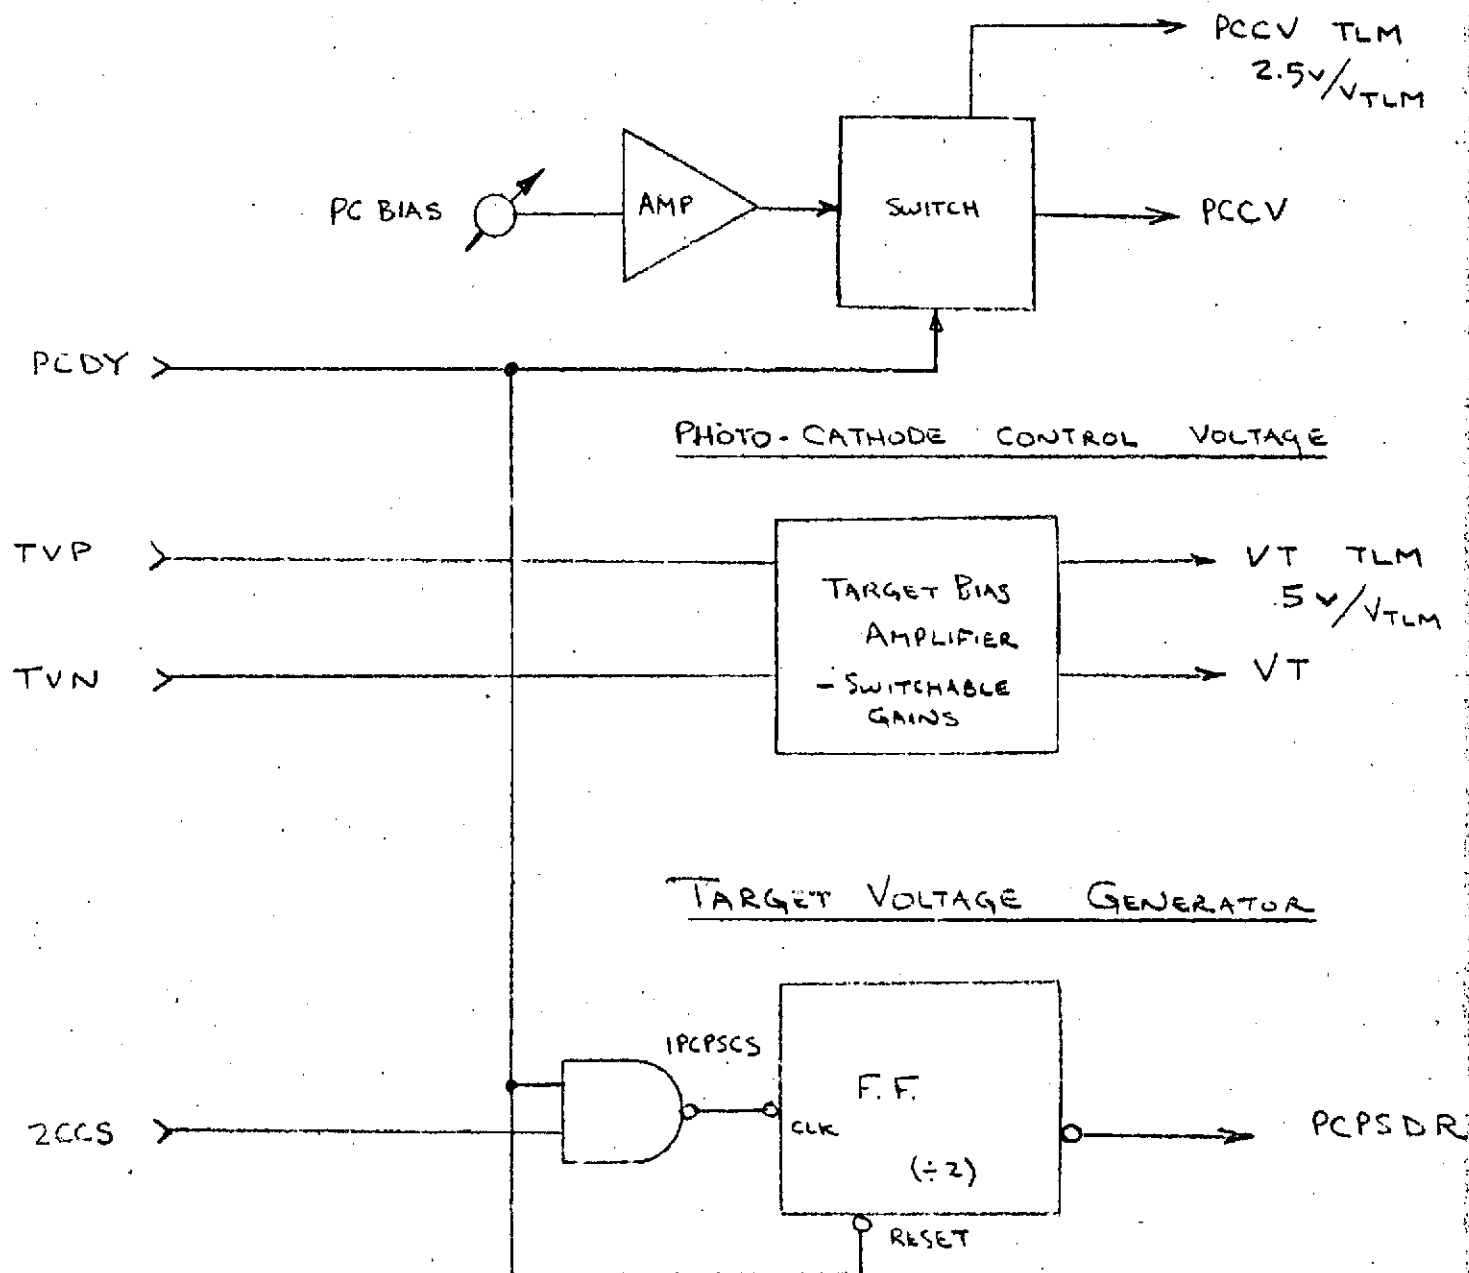 PCCV TLM
2.5V/VTLM
PC BIAS
AMP
SWITCH
PCCV
PCDY
PHOTO-CATHODE CONTROL VOLTAGE
TVP
VT TLM
.5V/VTLM
TARGET BIAS
AMPLIFIER
- SWITCHABLE
GAINS
TVN
VT
TARGET VOLTAGE GENERATOR
1PCPSCS
F.F.
2CCS
CLK
PCPSDR
(÷2)
RESET